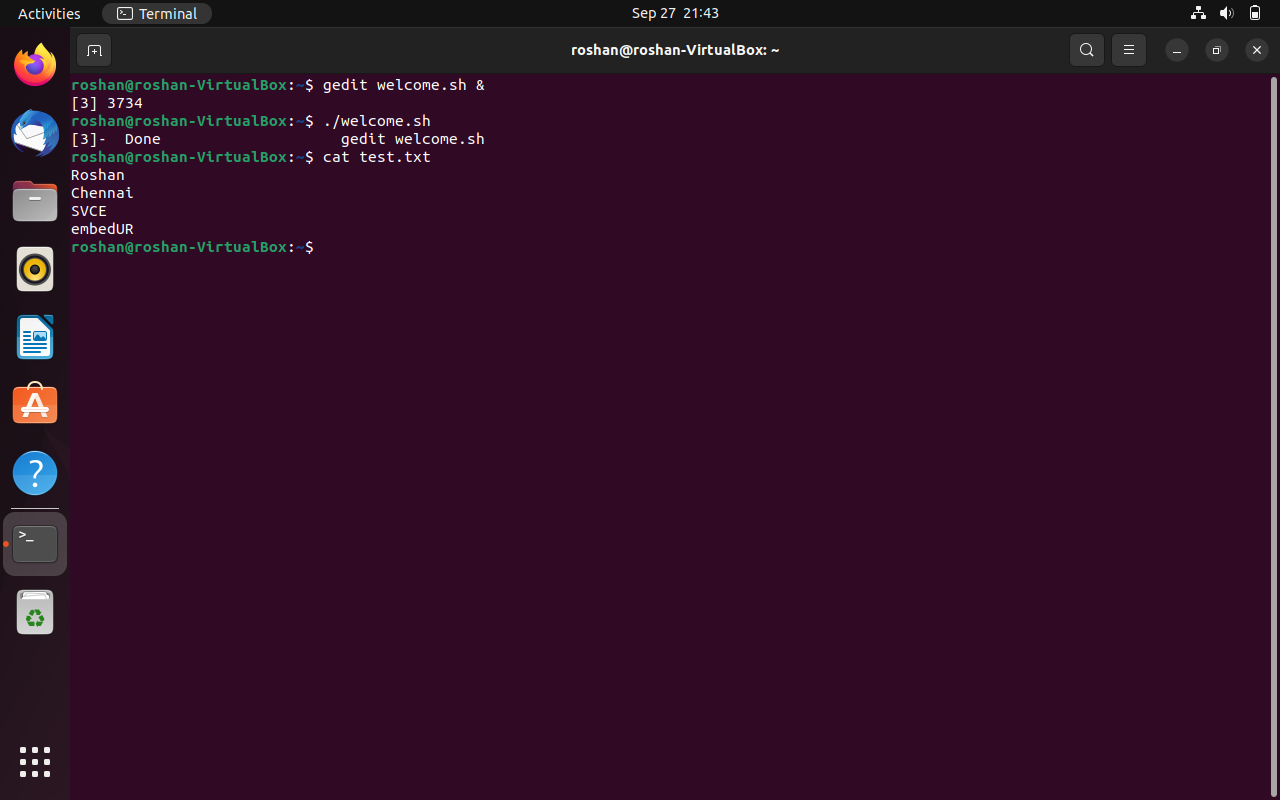 Activities
Terminal
Sep 27 21:43
roshan@roshan-VirtualBox: ~
roshan@roshan-VirtualBox:~$ gedit welcome.sh &
[3] 3734
roshan@roshan-VirtualBox:~$ ./welcome.sh
[3]-  Done                    gedit welcome.sh
roshan@roshan-VirtualBox:~$ cat test.txt
Roshan
Chennai
SVCE
embedUR
roshan@roshan-VirtualBox:~$